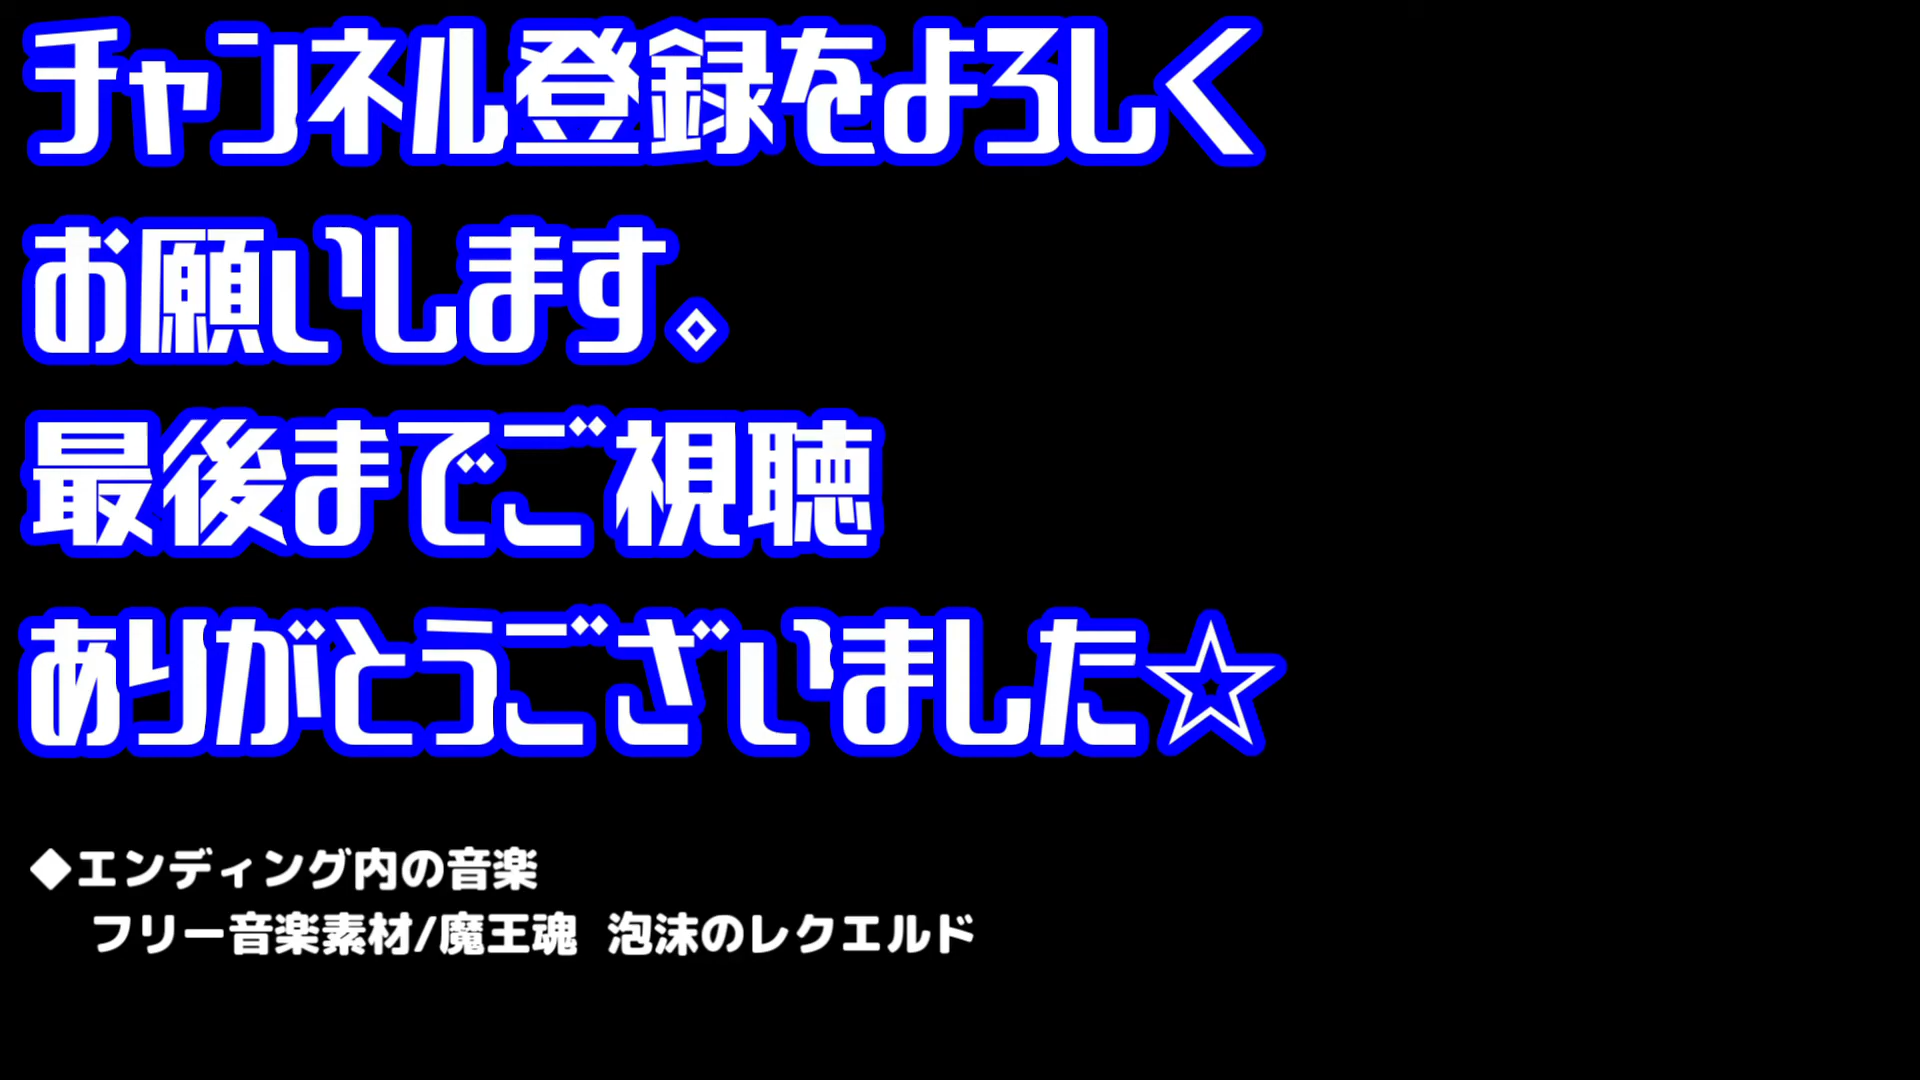 チャンネル登録をよろしく
お願いします。
最後までご視聴
ありがとうございました☆
◆エンディング内の音楽
フリー音楽素材/魔王魂 泡沫のレクエルド